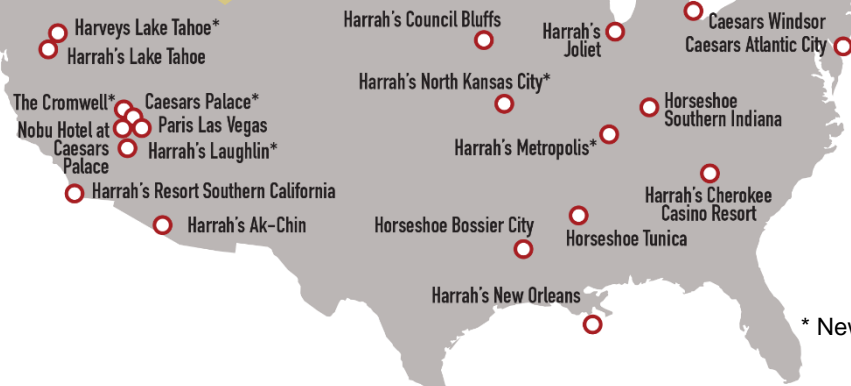 Harveys Lake Tahoe*
Harrah's Lake Tahoe
Harrah's Council Bluffs
Harrah's
Joliet
Caesars Windsor
Caesars Atlantic City
The Cromwell*
Caesars Palace*
Nobu Hotel at
Caesars
Palace
Paris Las Vegas
Harrah's Laughlin*
Harrah's North Kansas City*
Horseshoe
Southern Indiana
Harrah's Metropolis*
Harrah's Resort Southern California
Harrah's Cherokee
Casino Resort
Harrah's Ak–Chin
Horseshoe Bossier City
Horseshoe Tunica
Harrah's New Orleans
*